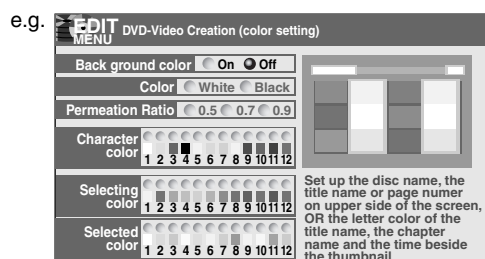 e.g.
EDIT
MENU
DVD-Video Creation (color setting)
Back ground color On Off
Color White Black
Permeation Ratio 0.5 0.7 0.9
Character
color
1 2 3 4 5 6 7 8 9 10 11 12
Selecting
color
1 2 3 4 5 6 7 8 9 10 11 12
Selected
color
1 2 3 4 5 6 7 8 9 10 11 12
Set up the disc name, the
title name or page numer
on upper side of the screen,
OR the letter color of the
title name, the chapter
name and the time beside
the thumbnail